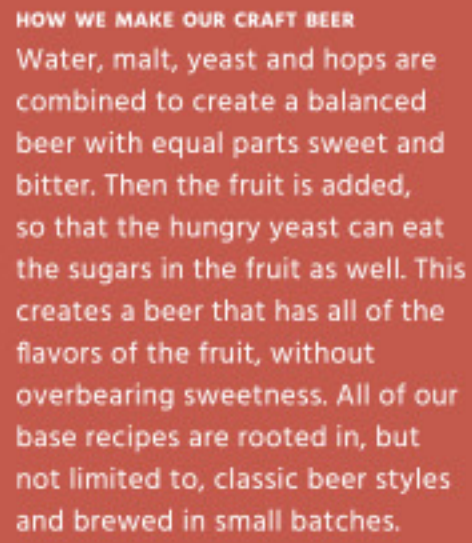 HOW WE MAKE OUR CRAFT BEER
Water, malt, yeast and hops are
combined to create a balanced
beer with equal parts sweet and
bitter. Then the fruit is added,
so that the hungry yeast can eat
the sugars in the fruit as well. This
creates a beer that has all of the
flavors of the fruit, without
overbearing sweetness. All of our
base recipes are rooted in, but
not limited to, classic beer styles
and brewed in small batches.